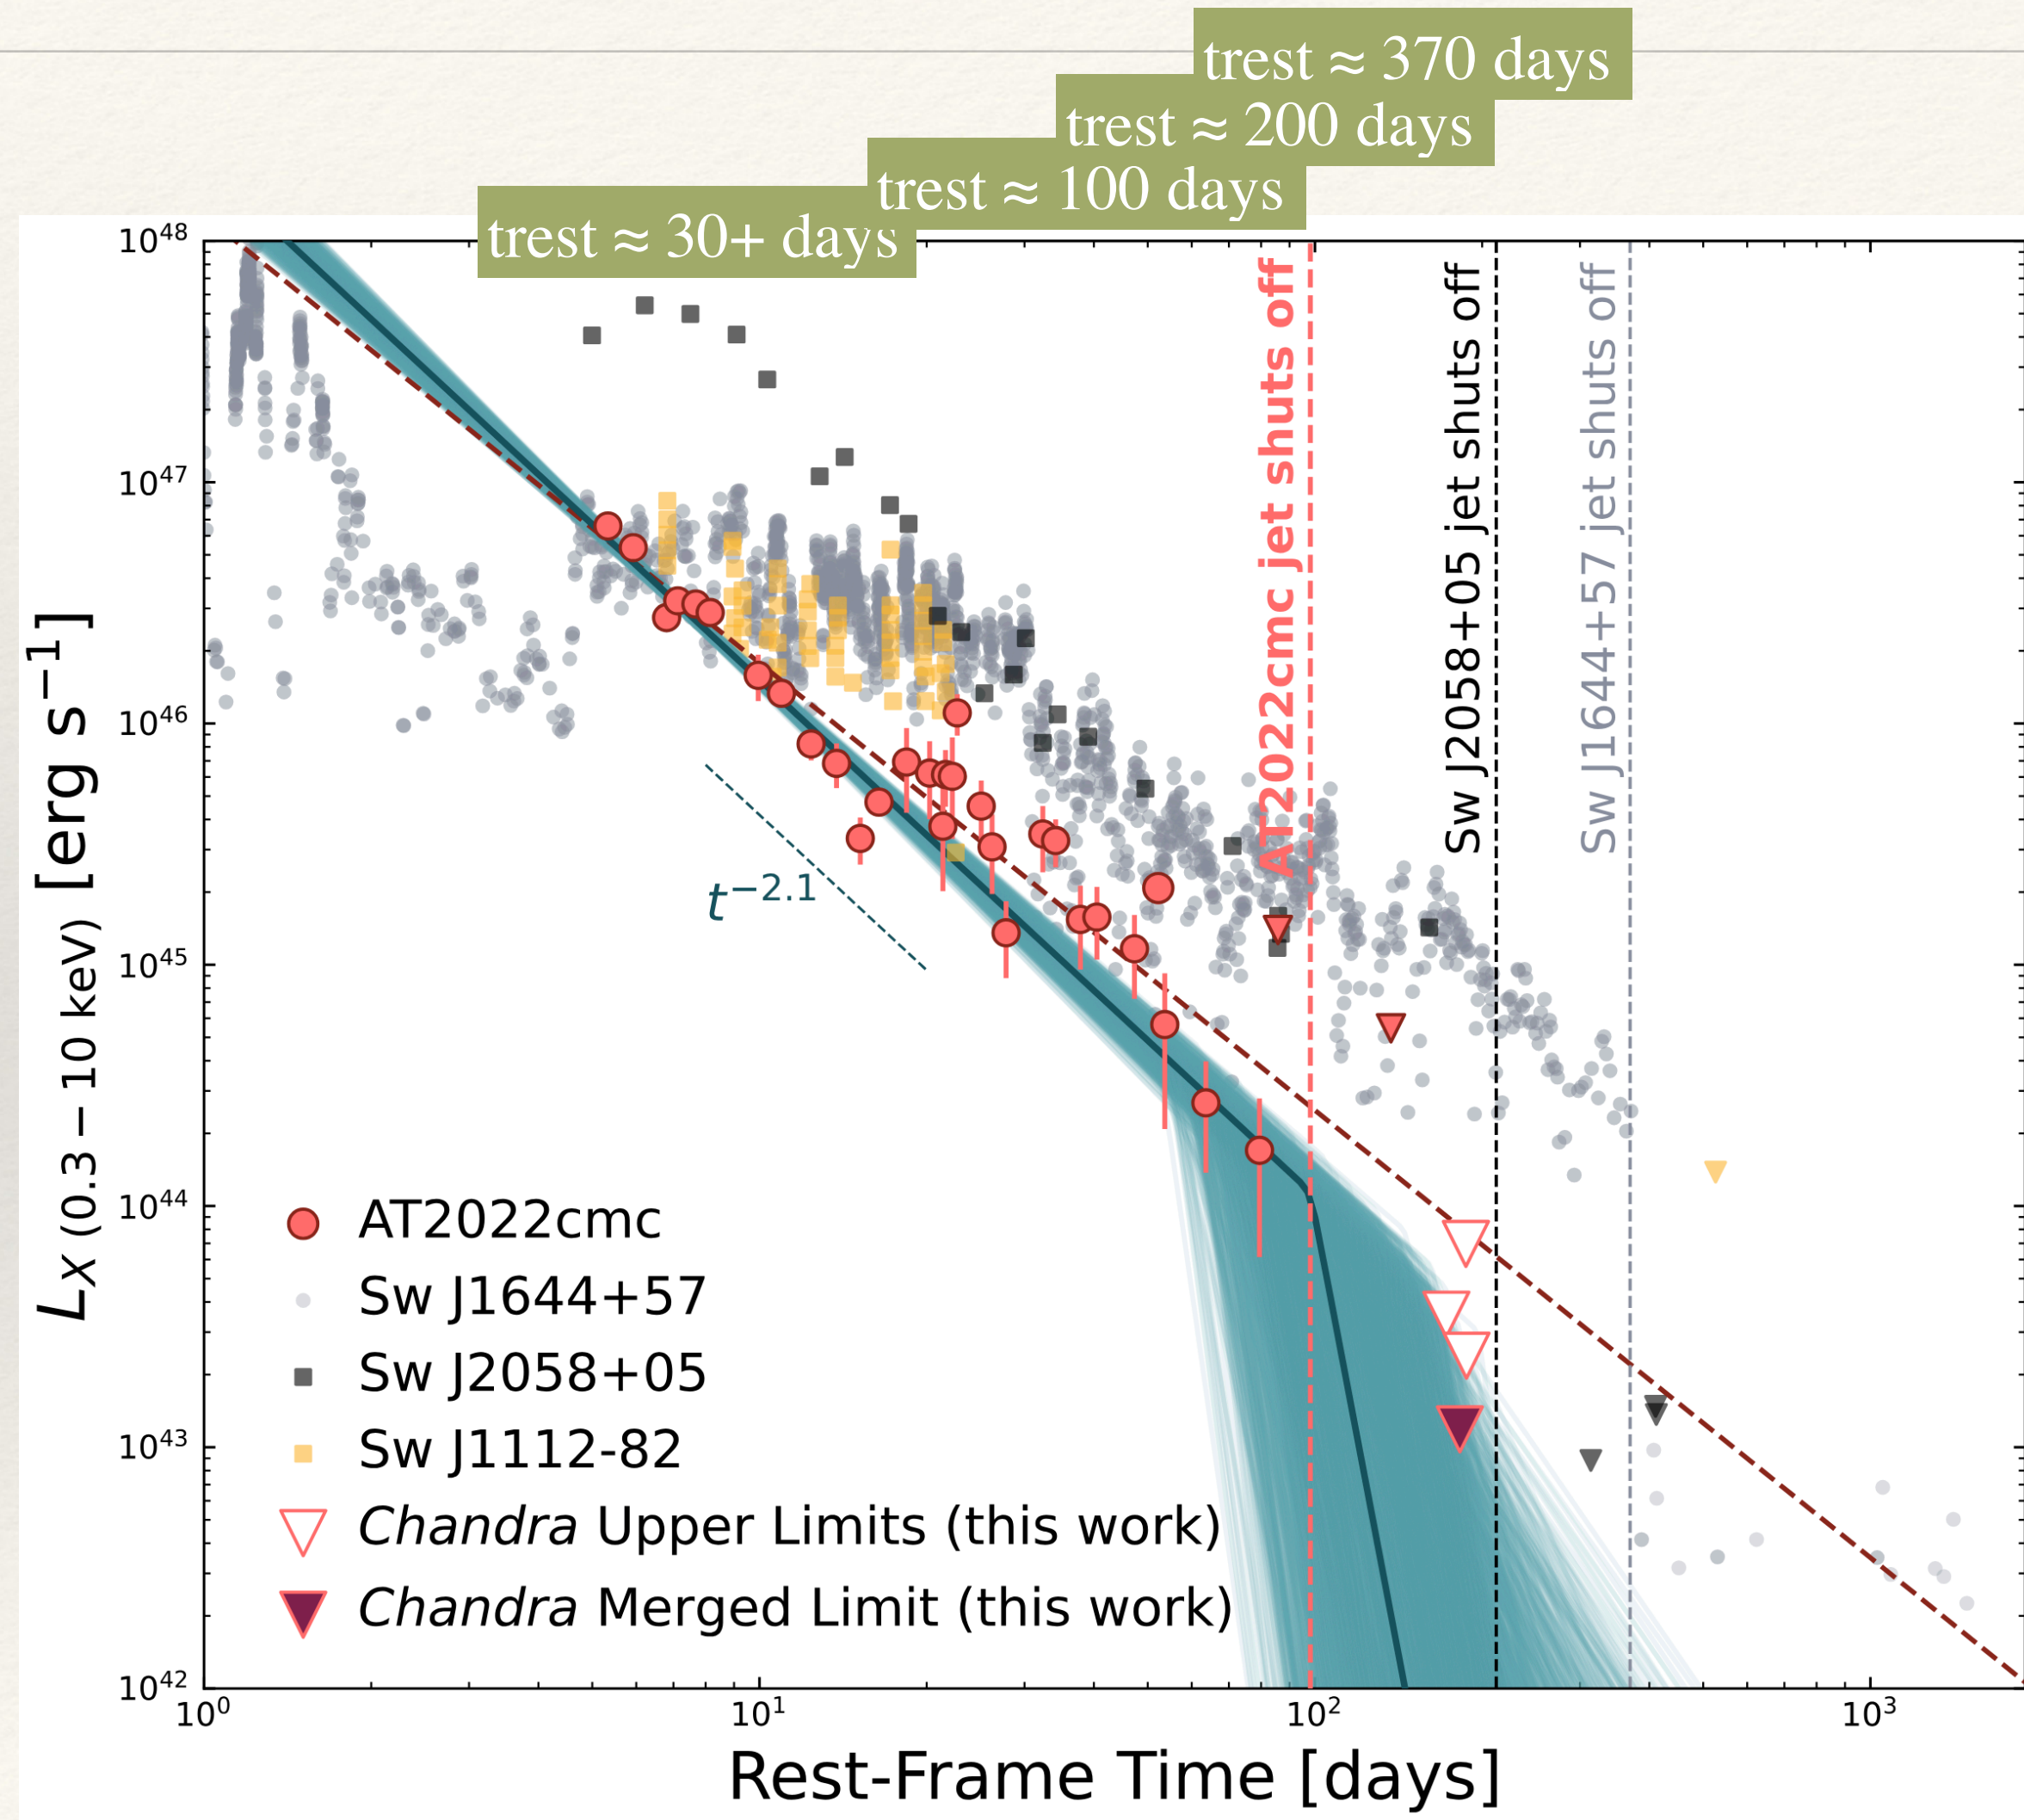 trest ≈ 370 days
trest ≈ 200 days
trest ≈ 100 days
trest ≈ 30+ days
10^48
10^47
10^46
10^45
10^44
10^43
10^42
L_X (0.3 − 10 keV) [erg s^−1]
AT2022cmc jet shuts off
Sw J2058+05 jet shuts off
Sw J1644+57 jet shuts off
t^−2.1
AT2022cmc
Sw J1644+57
Sw J2058+05
Sw J1112-82
Chandra Upper Limits (this work)
Chandra Merged Limit (this work)
10^0 10^1 10^2 10^3
Rest-Frame Time [days]